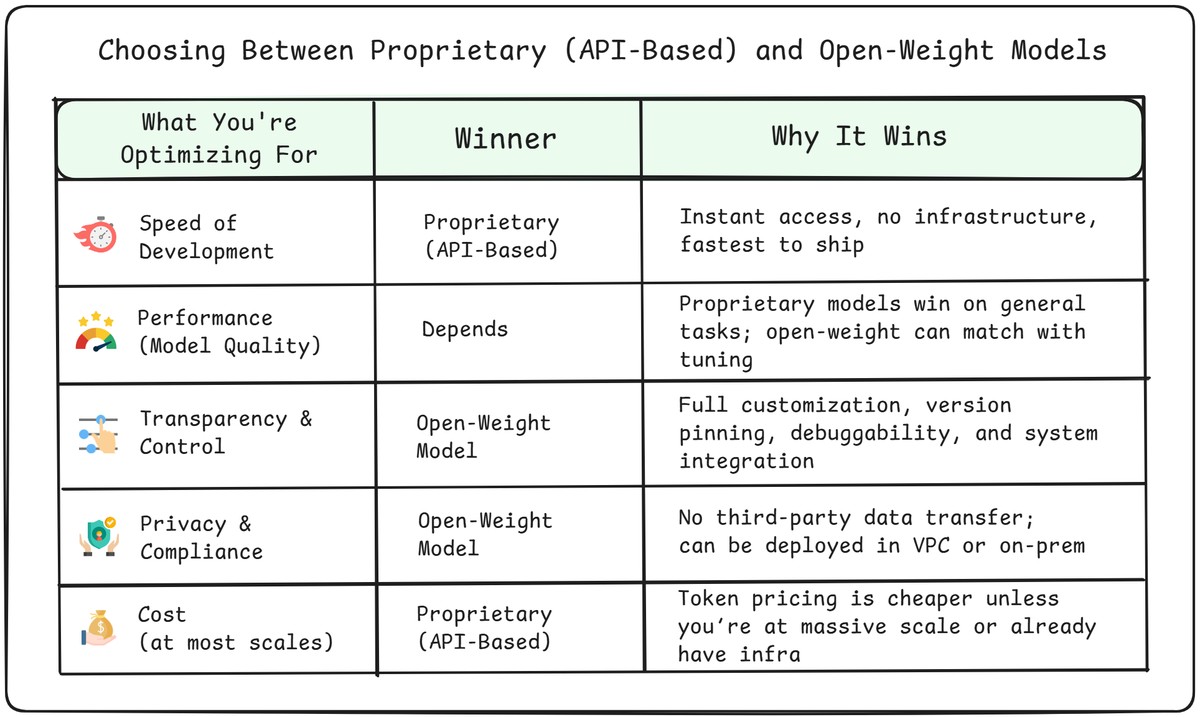 Choosing Between Proprietary (API-Based) and Open-Weight Models
What You're
Optimizing For
Winner
Why It Wins
Speed of
Development
Proprietary
(API-Based)
Instant access, no infrastructure,
fastest to ship
Performance
(Model Quality)
Depends
Proprietary models win on general
tasks; open-weight can match with
tuning
Transparency &
Control
Open-Weight
Model
Full customization, version
pinning, debuggability, and system
integration
Privacy &
Compliance
Open-Weight
Model
No third-party data transfer;
can be deployed in VPC or on-prem
Cost
(at most scales)
Proprietary
(API-Based)
Token pricing is cheaper unless
you‘re at massive scale or already
have infra